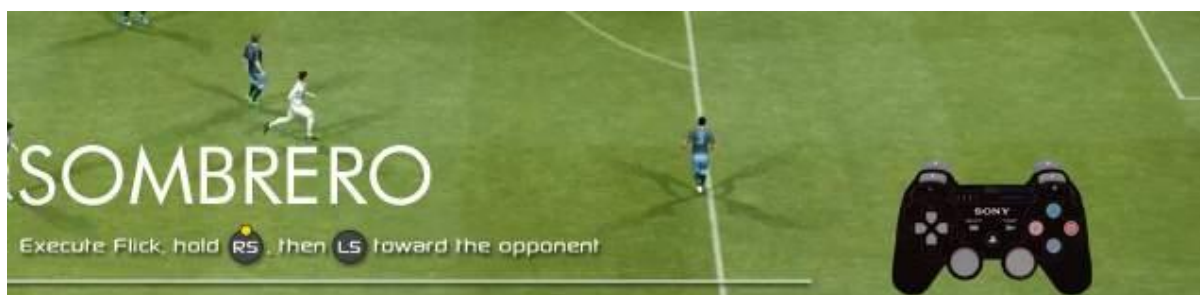 SOMBRERO
Execute Flick, hold RS, then LS toward the opponent
SONY